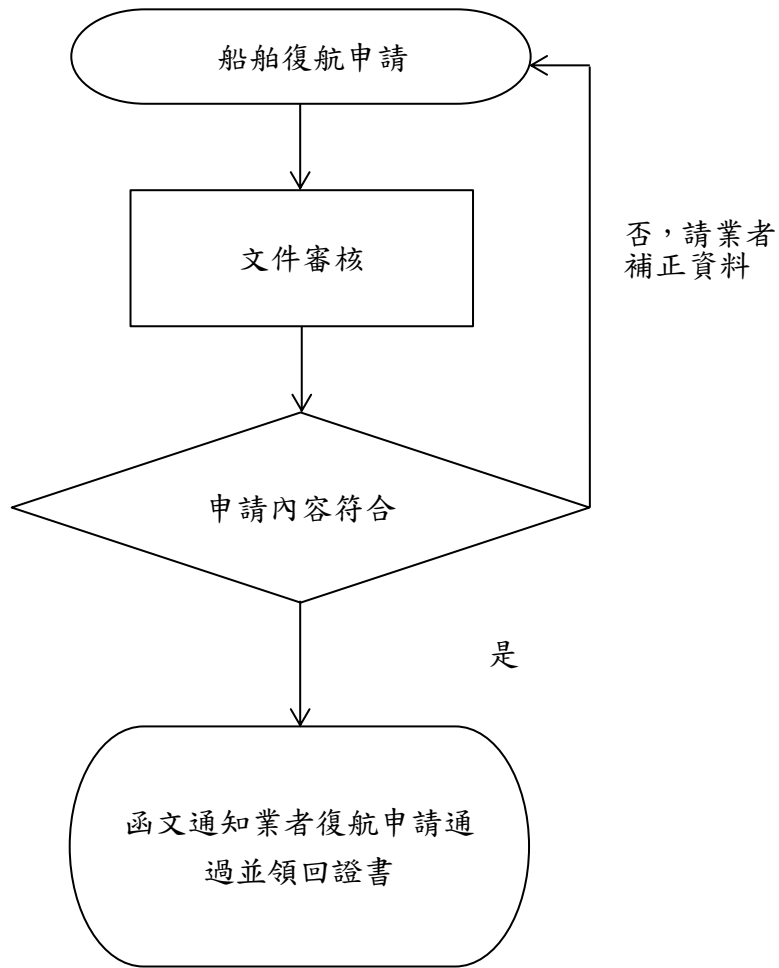 船舶復航申請
文件審核
否，請業者
補正資料
申請內容符合
是
函文通知業者復航申請通
過並領回證書